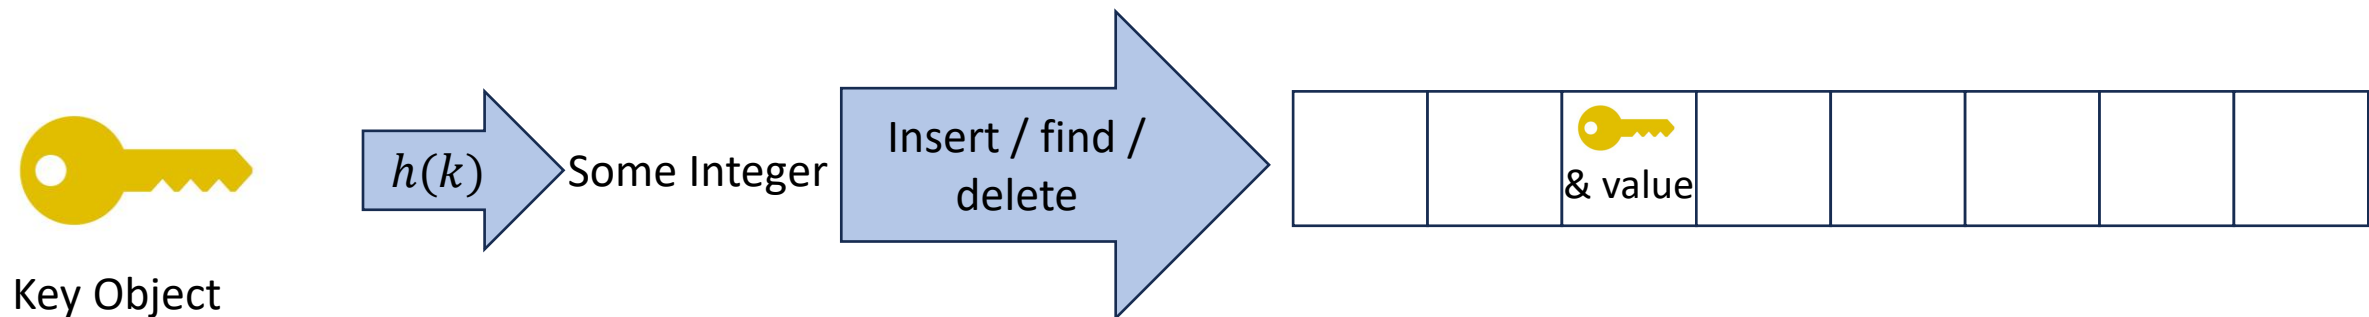 Key Object
h(k)
Some Integer
Insert / find /
delete
& value